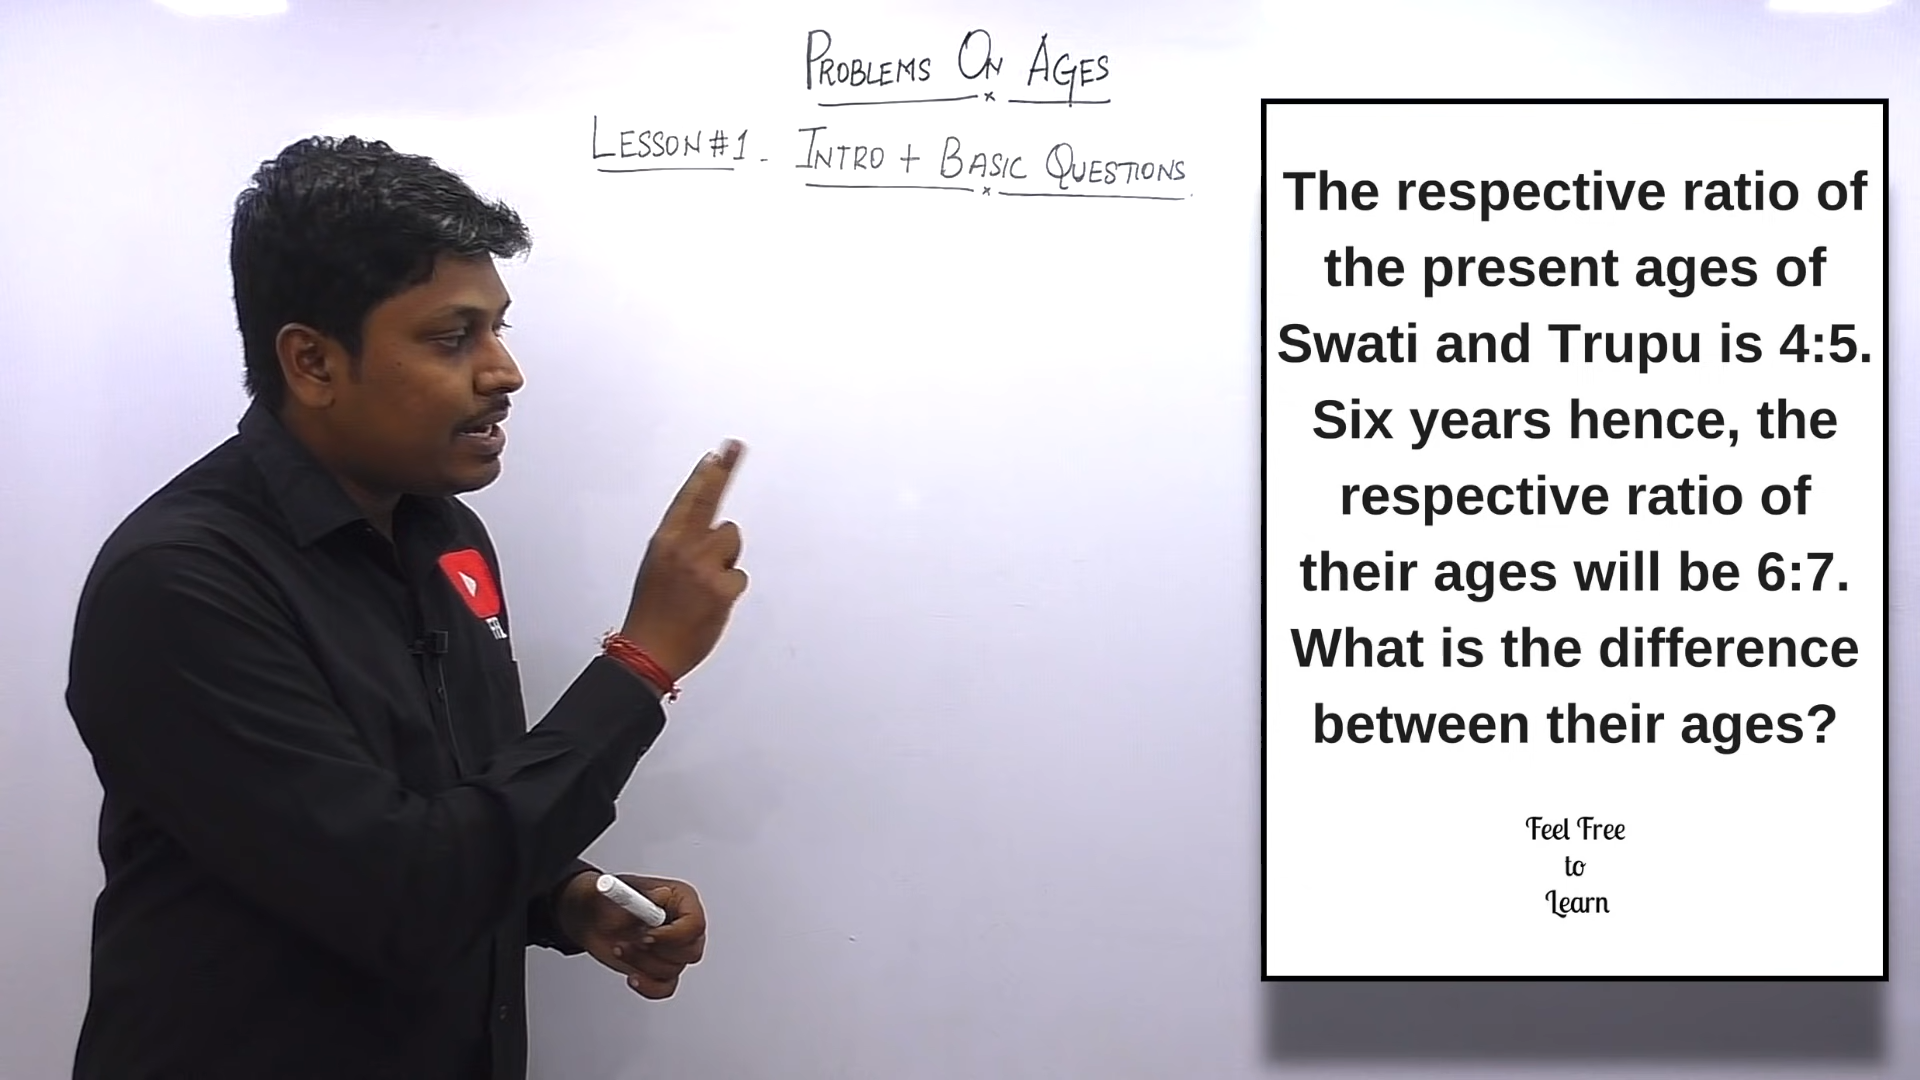 PROBLEMS ON AGES
LESSON #1 - INTRO + BASIC QUESTIONS.
The respective ratio of
the present ages of
Swati and Trupu is 4:5.
Six years hence, the
respective ratio of
their ages will be 6:7.
What is the difference
between their ages?
Feel Free
to
Learn